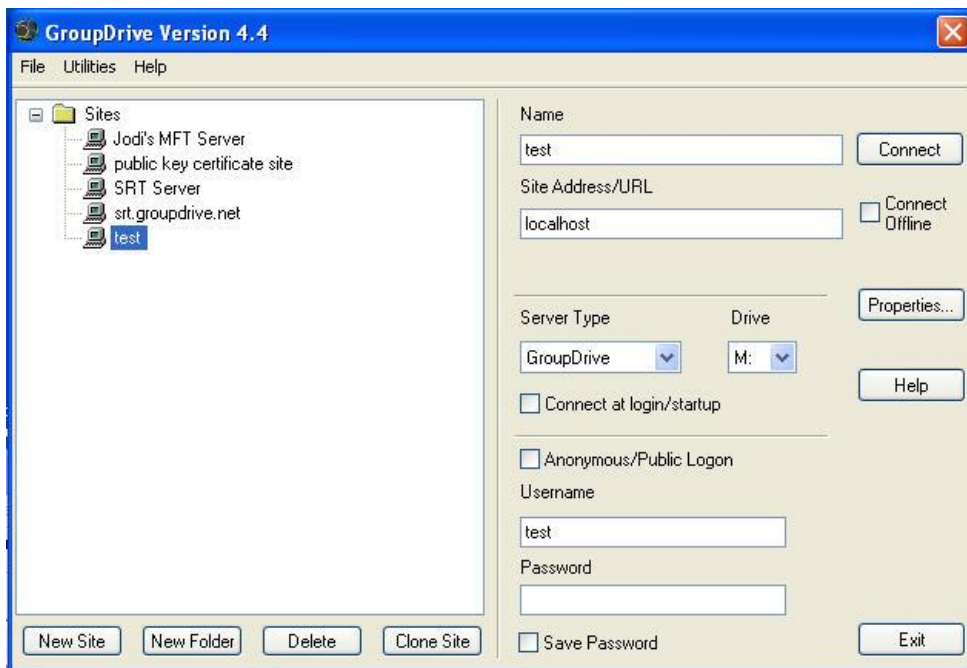 GroupDrive Version 4.4
File Utilities Help
Sites
Jodi's MFT Server
public key certificate site
SRT Server
srt.groupdrive.net
test
New Site New Folder Delete Clone Site
Name
test
Connect
Site Address/URL
localhost
Connect
Offline
Properties...
Server Type Drive
GroupDrive M:
Help
Connect at login/startup
Anonymous/Public Logon
Username
test
Password
Save Password
Exit